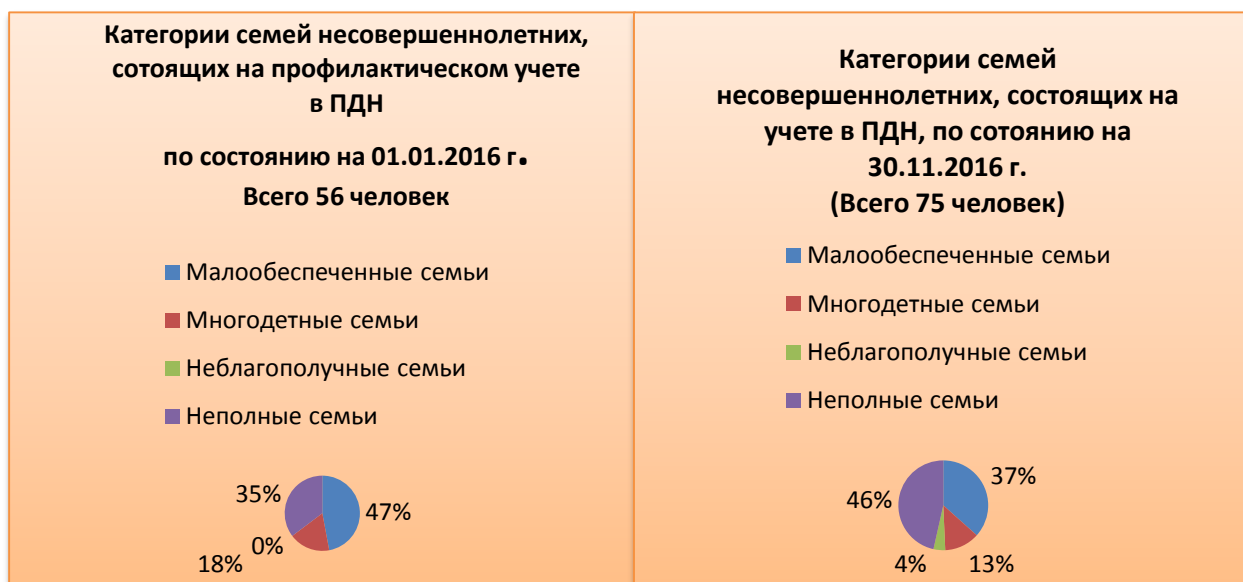 Категории семей несовершеннолетних,
сотоящих на профилактическом учете
в ПДН
по состоянию на 01.01.2016 г.
Всего 56 человек
Малообеспеченные семьи
Многодетные семьи
Неблагополучные семьи
Неполные семьи
35%
47%
0%
18%
Категории семей
несовершеннолетних, состоящих на
учете в ПДН, по сотоянию на
30.11.2016 г.
(Всего 75 человек)
Малообеспеченные семьи
Многодетные семьи
Неблагополучные семьи
Неполные семьи
37%
46%
4%
13%